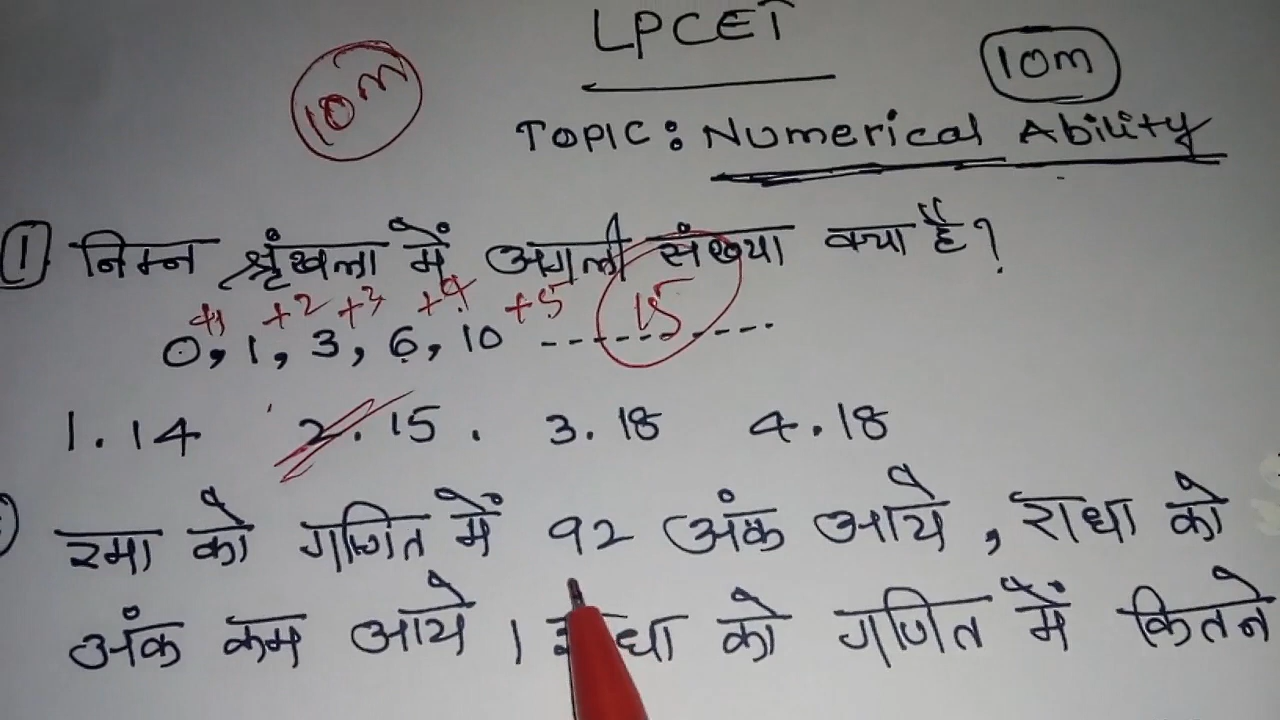 LPCET
10m
10m
TOPIC: Numerical Ability
1 निम्न श्रृंखला में अगली संख्या क्या है?
+1 +2 +3 +4 +5
0, 1, 3, 6, 10 ---------- 15
1. 14 2. 15. 3. 18 4. 18
रमा को गणित में 92 अंक आये, राधा को
अंक कम आये। को गणित में कितने